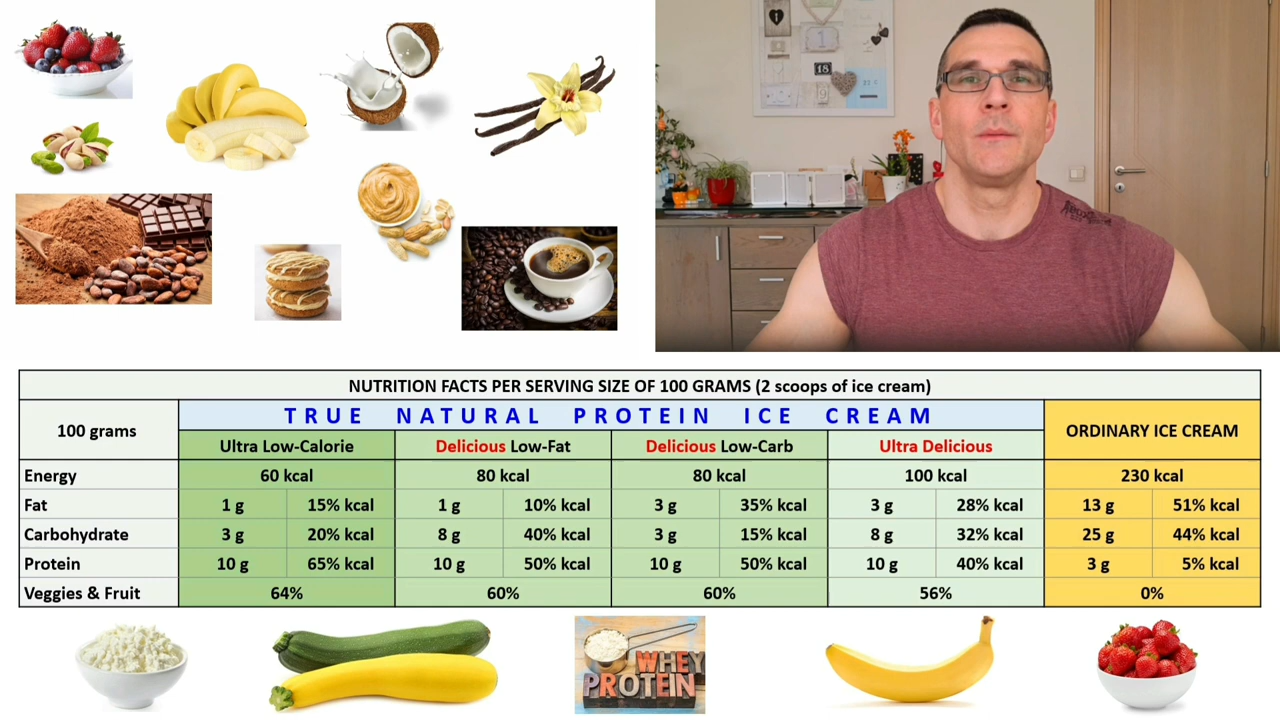 1
18
NUTRITION FACTS PER SERVING SIZE OF 100 GRAMS (2 scoops of ice cream)
100 grams TRUE NATURAL PROTEIN ICE CREAM ORDINARY ICE CREAM
Ultra Low-Calorie Delicious Low-Fat Delicious Low-Carb Ultra Delicious
Energy 60 kcal 80 kcal 80 kcal 100 kcal 230 kcal
Fat 1 g 15% kcal 1 g 10% kcal 3 g 35% kcal 3 g 28% kcal 13 g 51% kcal
Carbohydrate 3 g 20% kcal 8 g 40% kcal 3 g 15% kcal 8 g 32% kcal 25 g 44% kcal
Protein 10 g 65% kcal 10 g 50% kcal 10 g 50% kcal 10 g 40% kcal 3 g 5% kcal
Veggies & Fruit 64% 60% 60% 56% 0%
WHEY
PROTEIN